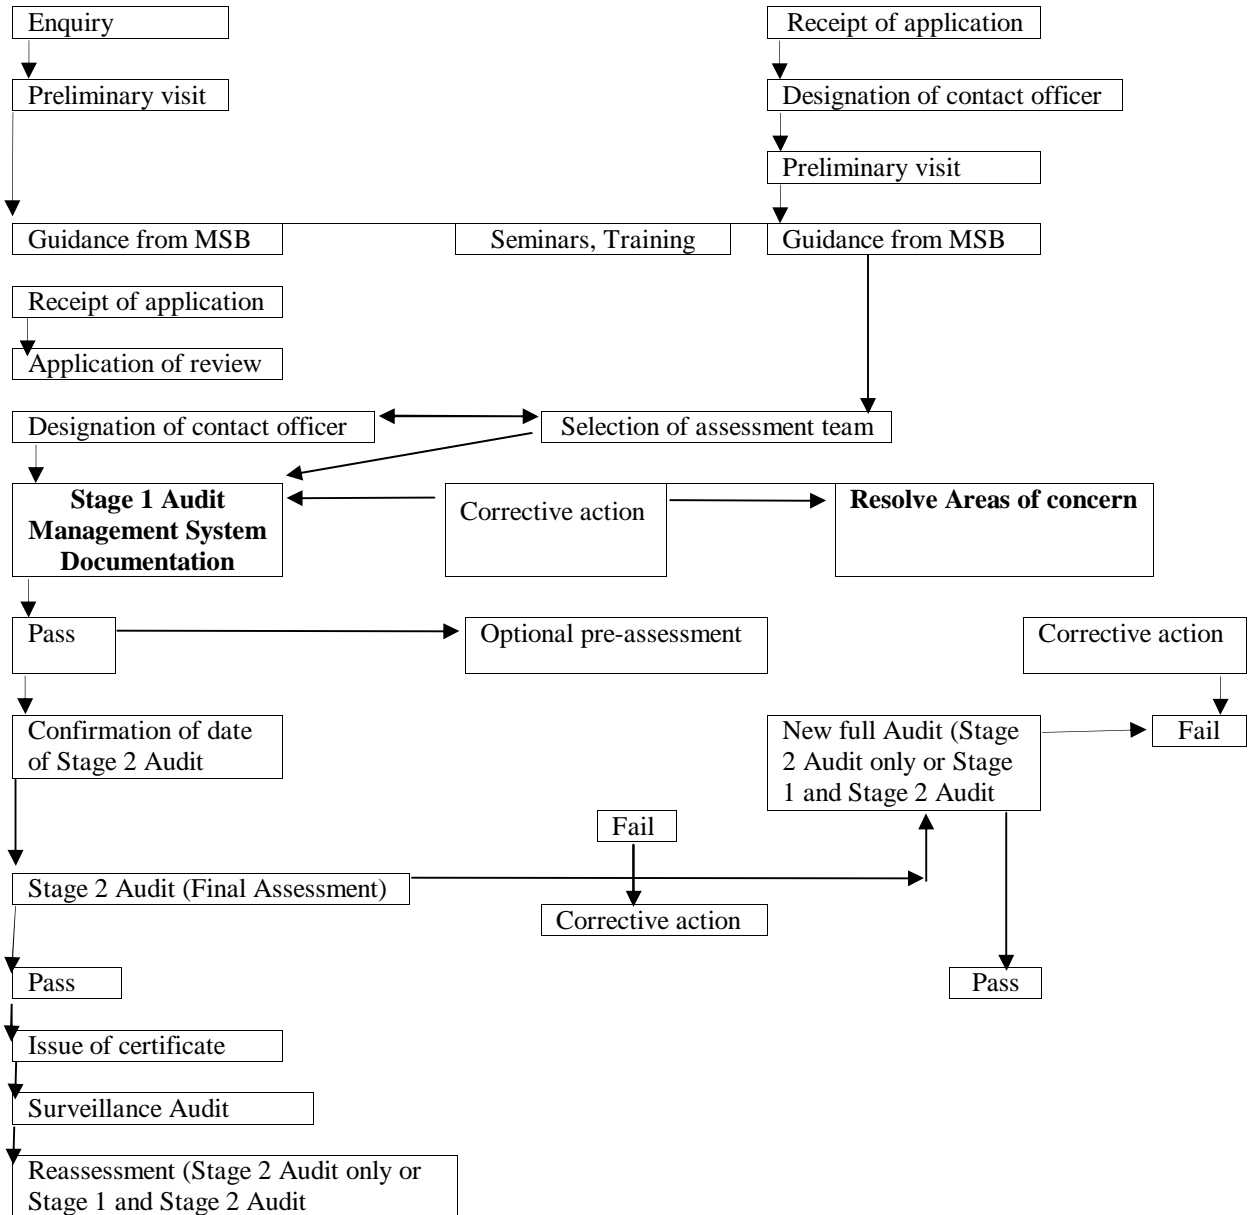 Enquiry
Receipt of application
Preliminary visit
Designation of contact officer
Preliminary visit
Guidance from MSB
Seminars, Training
Guidance from MSB
Receipt of application
Application of review
Designation of contact officer
Selection of assessment team
Stage 1 Audit
Management System
Documentation
Corrective action
Resolve Areas of concern
Pass
Optional pre-assessment
Corrective action
Confirmation of date
of Stage 2 Audit
New full Audit (Stage
2 Audit only or Stage
1 and Stage 2 Audit
Fail
Fail
Stage 2 Audit (Final Assessment)
Corrective action
Pass
Pass
Issue of certificate
Surveillance Audit
Reassessment (Stage 2 Audit only or
Stage 1 and Stage 2 Audit